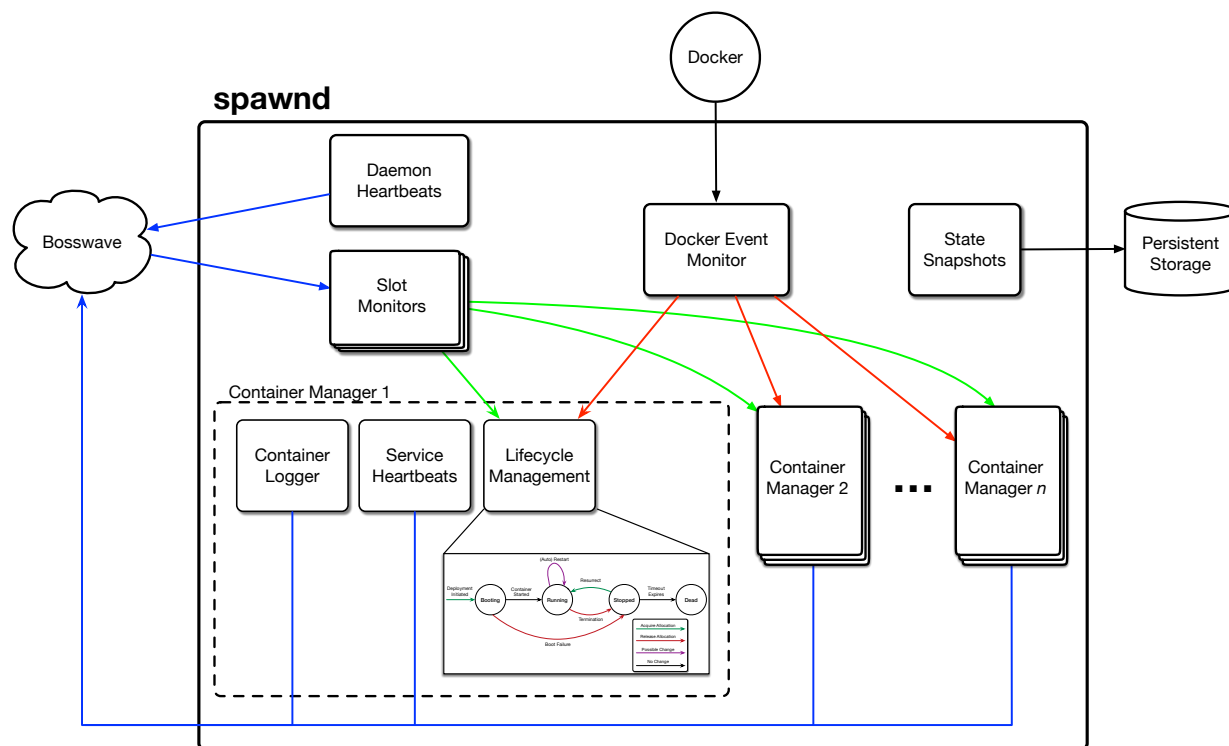 Docker
spawnd
Daemon
Heartbeats
Bosswave
Docker Event
Monitor
State
Snapshots
Persistent
Storage
Slot
Monitors
Container Manager 1
Container
Logger
Service
Heartbeats
Lifecycle
Management
Container
Manager 2
...
Container
Manager n
(Auto) Restart
Deployment
Initiated
Container
Started
Resurrect
Timeout
Expires
Booting
Running
Stopped
Dead
Termination
Boot Failure
Acquire Allocation
Release Allocation
Possible Change
No Change